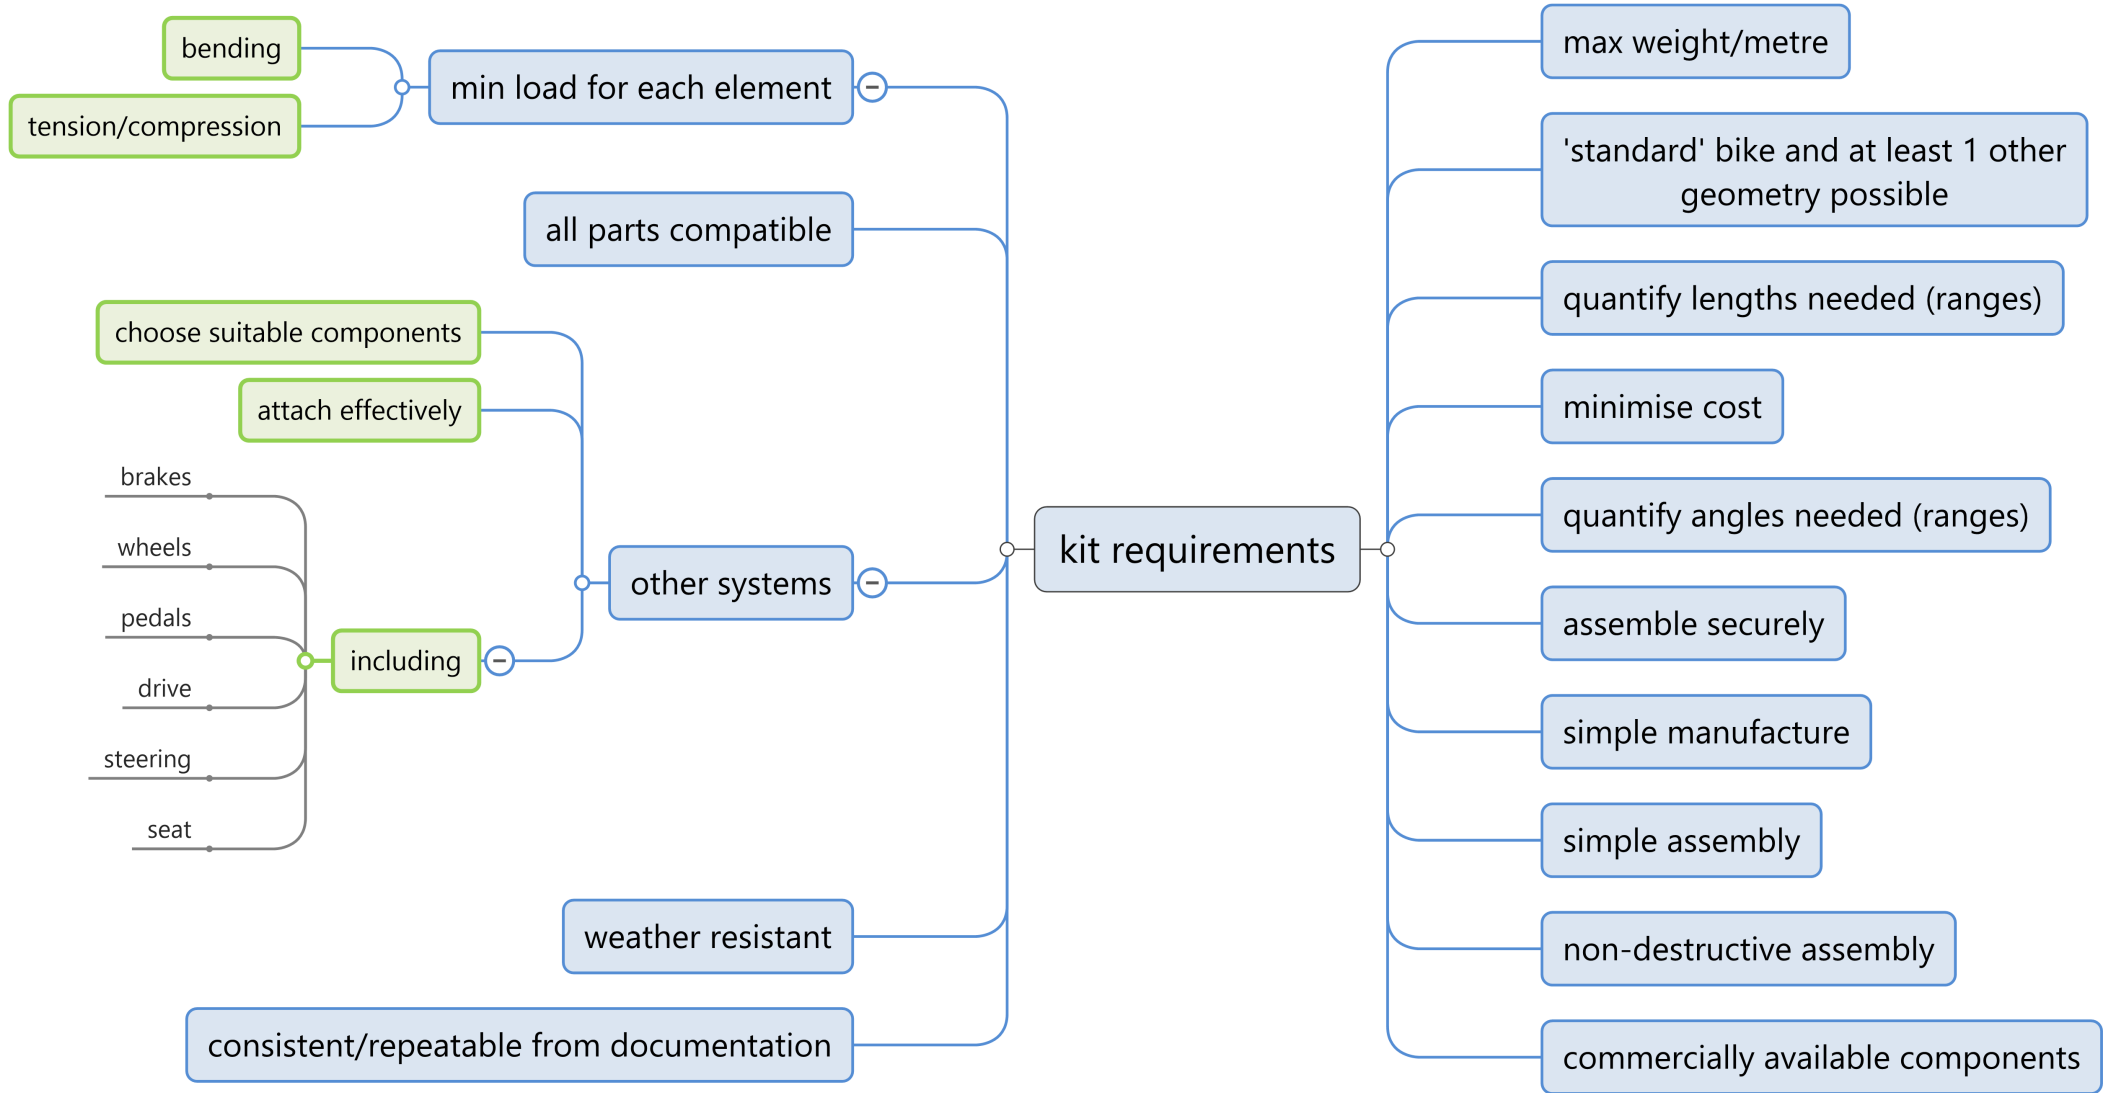 kit requirements
max weight/metre
'standard' bike and at least 1 other
geometry possible
quantify lengths needed (ranges)
minimise cost
quantify angles needed (ranges)
assemble securely
simple manufacture
simple assembly
non-destructive assembly
commercially available components
min load for each element
bending
tension/compression
all parts compatible
other systems
choose suitable components
attach effectively
including
brakes
wheels
pedals
drive
steering
seat
weather resistant
consistent/repeatable from documentation